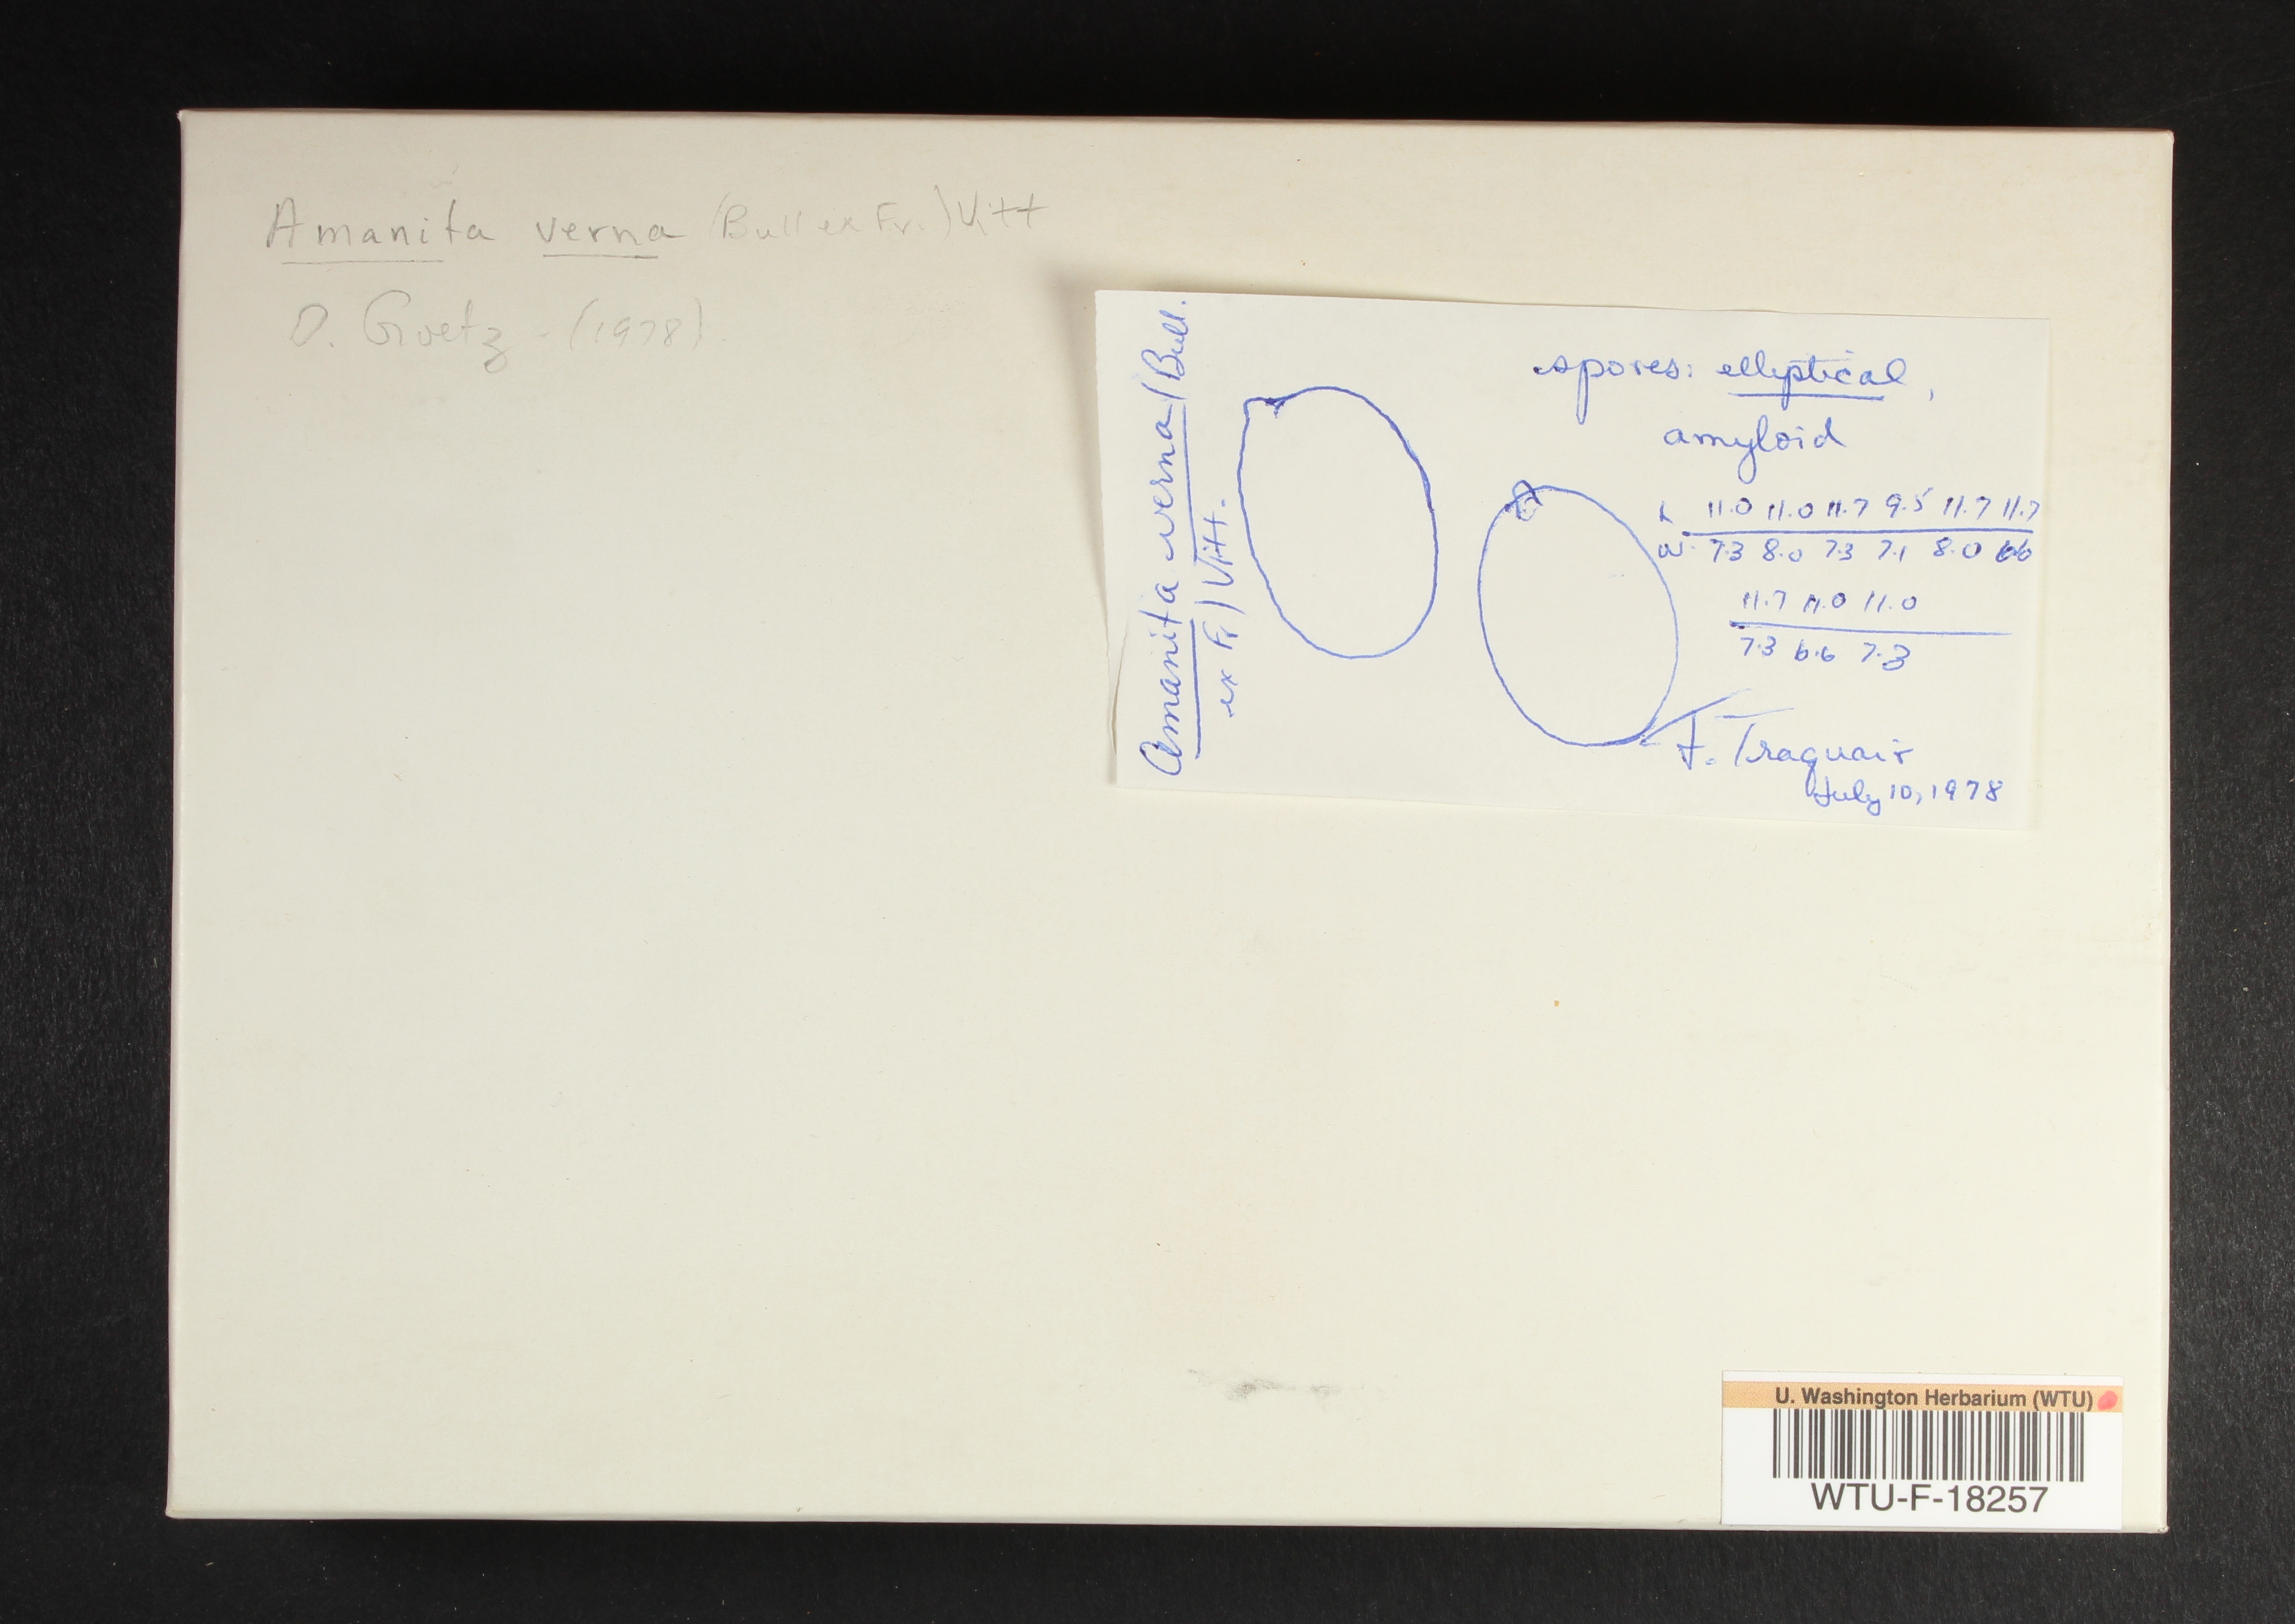 Amanita verna (Bull ex Fr.) Vitt
D. Goetz - (1978)
Amanita verna (Bull.
ex Fr) Vitt.
spores: elliptical,
amyloid
L 11.0 11.0 11.7 9.5 11.7 11.7
W. 7.3 8.0 7.3 7.1 8.0 6.6
11.7 11.0 11.0
7.3 6.6 7.3
J. Traquair
July 10, 1978
U. Washington Herbarium (WTU)
WTU-F-18257